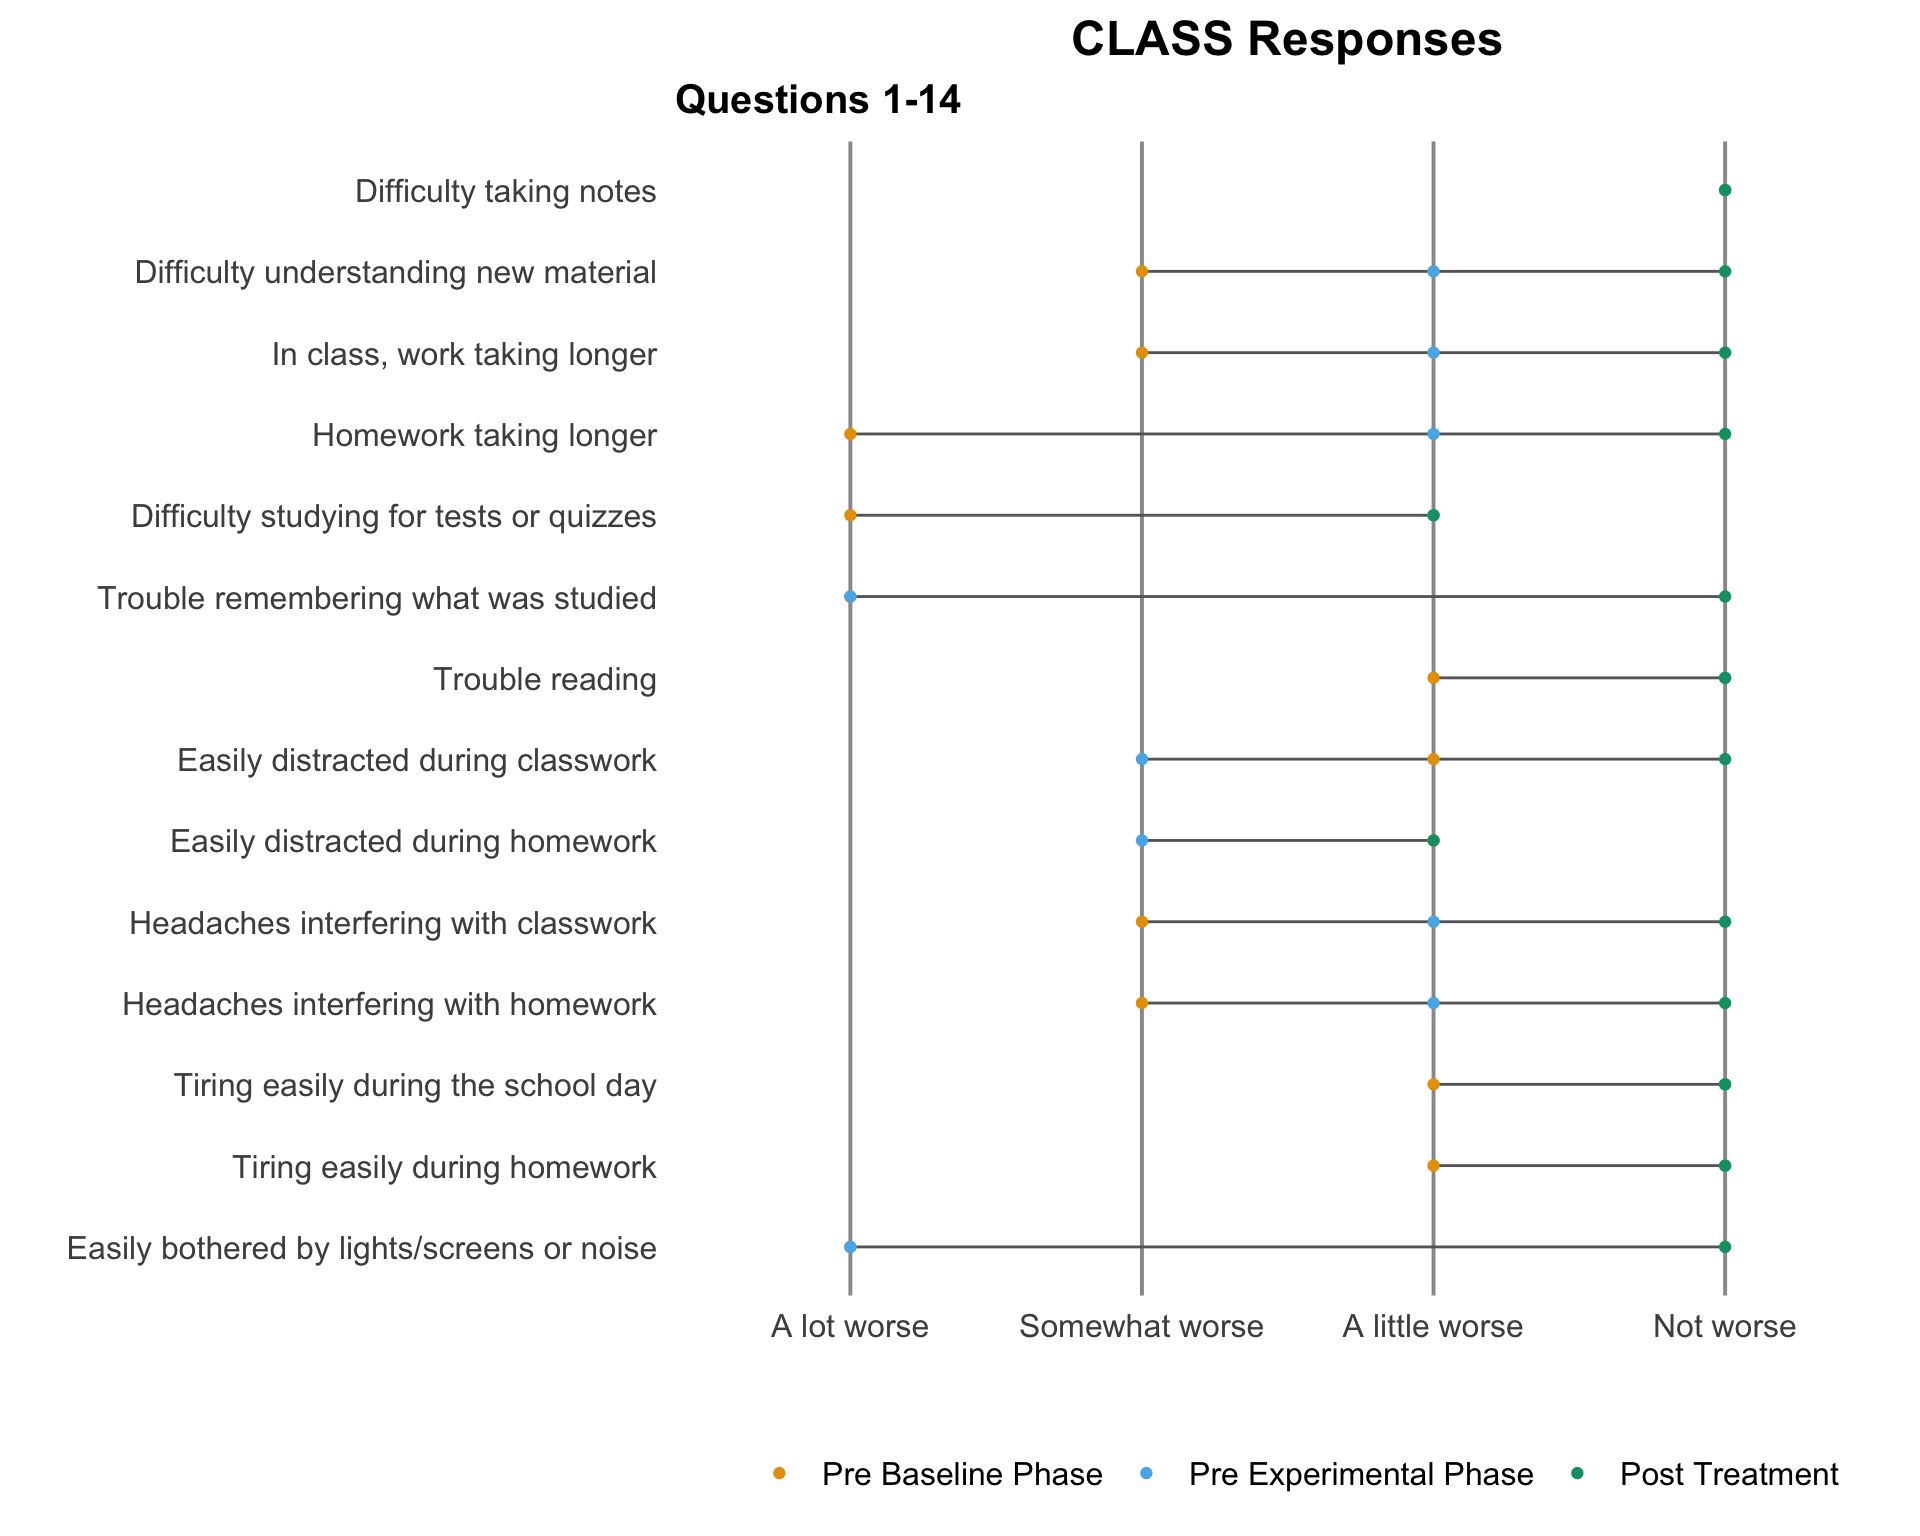 CLASS Responses
Questions 1-14
Difficulty taking notes
Difficulty understanding new material
In class, work taking longer
Homework taking longer
Difficulty studying for tests or quizzes
Trouble remembering what was studied
Trouble reading
Easily distracted during classwork
Easily distracted during homework
Headaches interfering with classwork
Headaches interfering with homework
Tiring easily during the school day
Tiring easily during homework
Easily bothered by lights/screens or noise
A lot worse Somewhat worse A little worse Not worse
Pre Baseline Phase Pre Experimental Phase Post Treatment